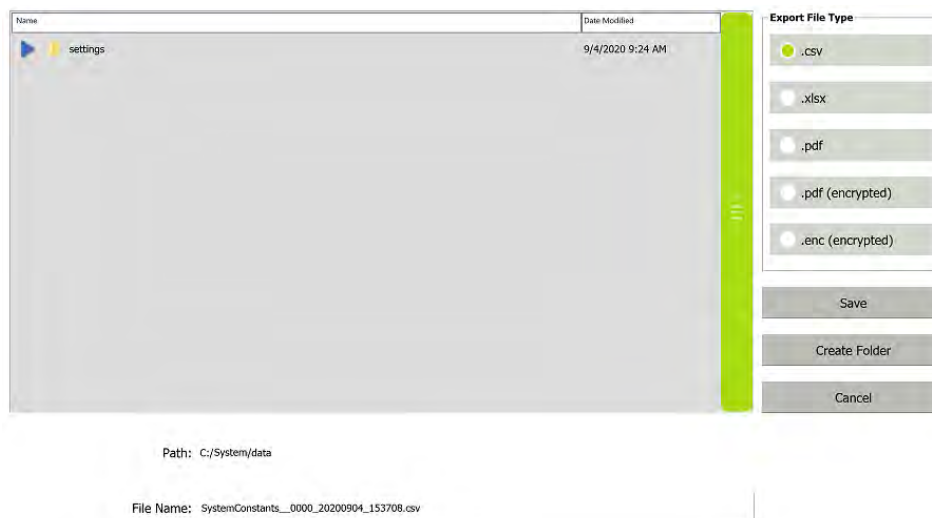 Name Date Modified
settings 9/4/2020 9:24 AM
Export File Type
.csv
.xlsx
.pdf
.pdf (encrypted)
.enc (encrypted)
Save
Create Folder
Cancel
Path: C:/System/data
File Name: SystemConstants__0000_20200904_153708.csv